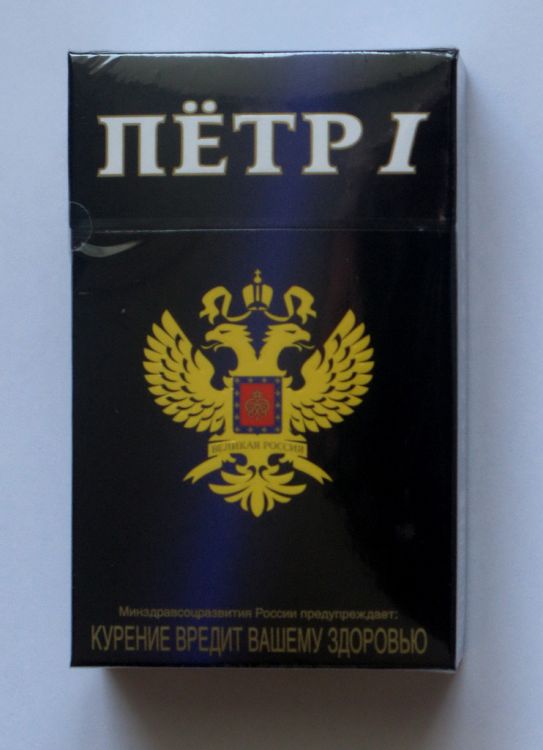 ПЁТР I
ВЕЛИКАЯ РОССИЯ
Минздравсоцразвития России предупреждает:
КУРЕНИЕ ВРЕДИТ ВАШЕМУ ЗДОРОВЬЮ